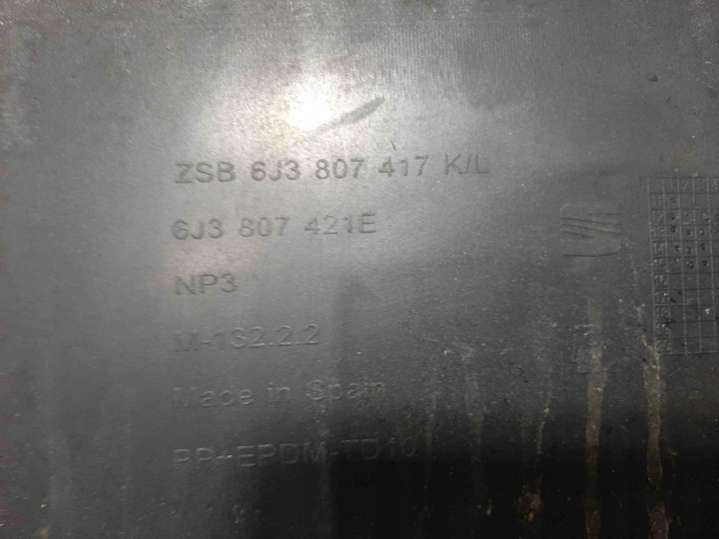 ZSB 6J3 807 417 K/L
6J3 807 421E
NP3
M-1S2.2.2
Made in Spain
PP+EPDM-TD10